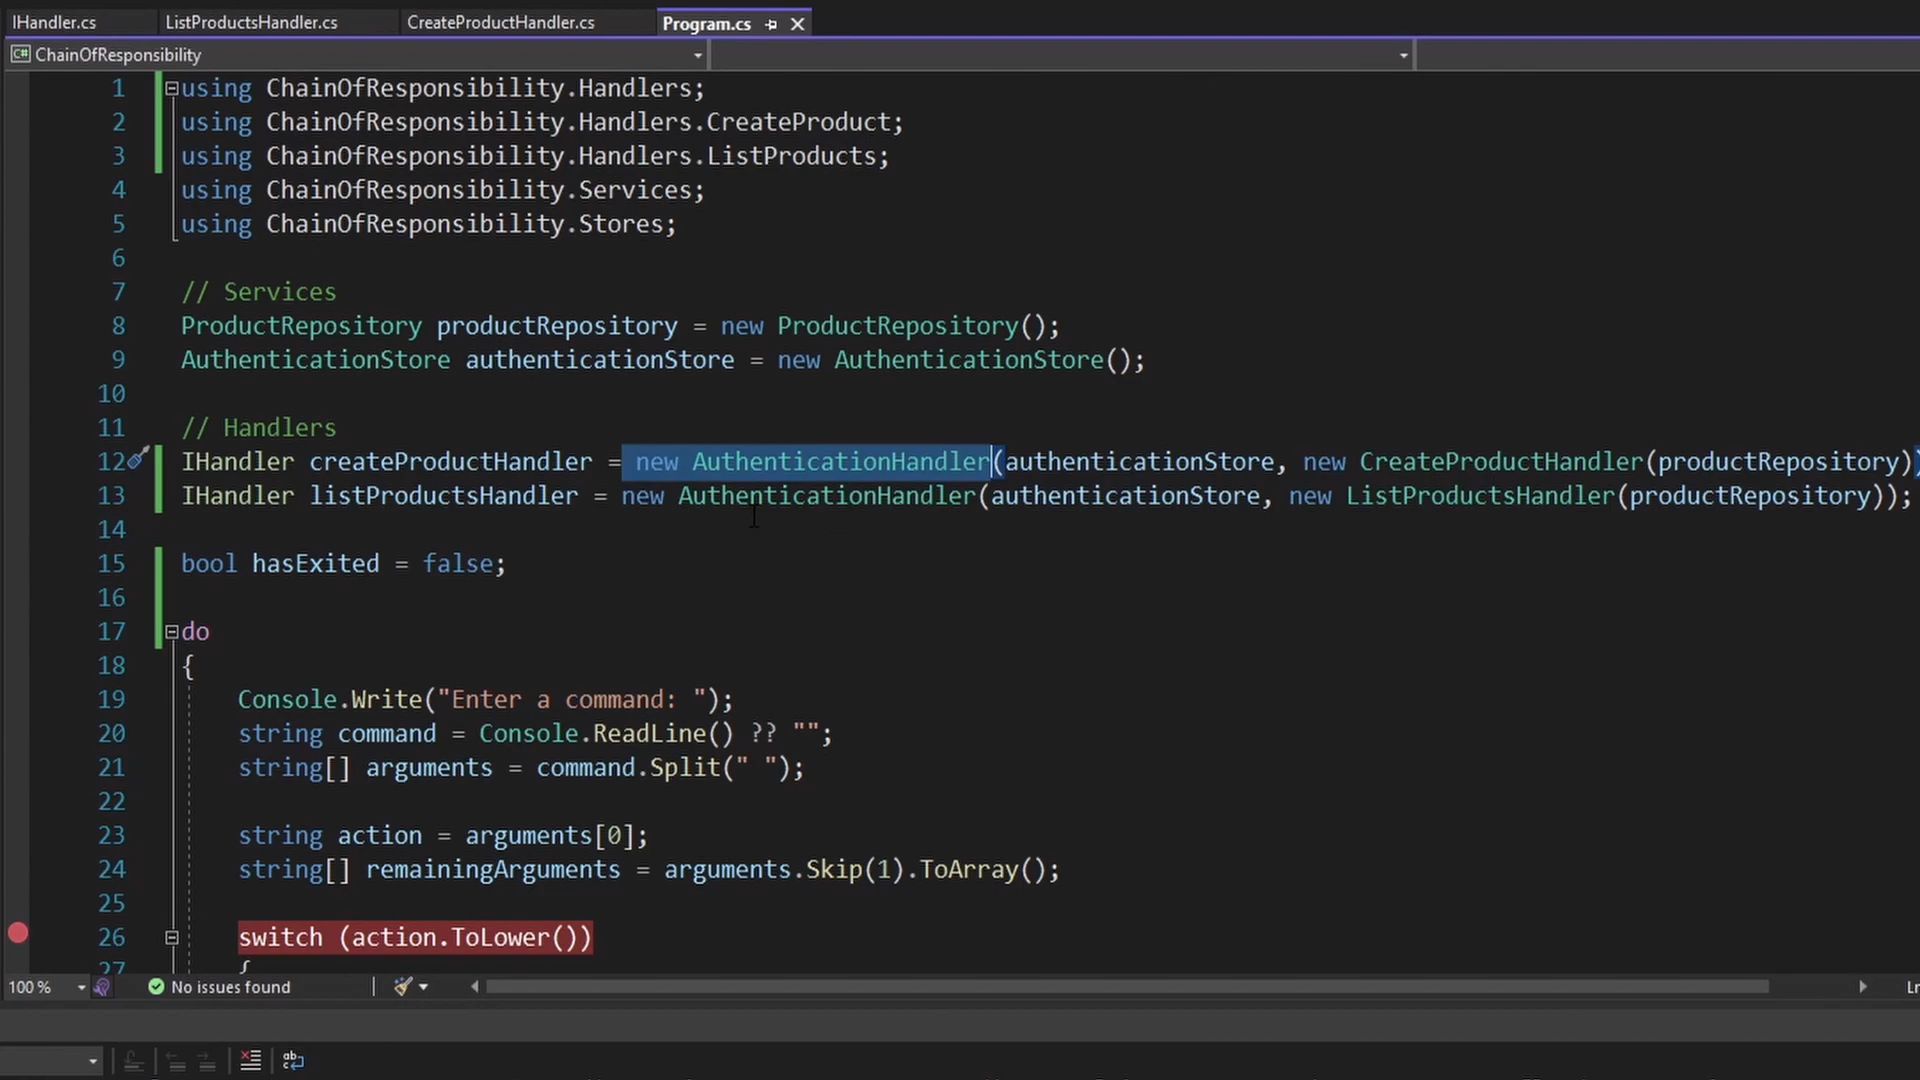 IHandler.cs ListProductsHandler.cs CreateProductHandler.cs Program.cs
C# ChainOfResponsibility
1 using ChainOfResponsibility.Handlers;
2 using ChainOfResponsibility.Handlers.CreateProduct;
3 using ChainOfResponsibility.Handlers.ListProducts;
4 using ChainOfResponsibility.Services;
5 using ChainOfResponsibility.Stores;
6
7 // Services
8 ProductRepository productRepository = new ProductRepository();
9 AuthenticationStore authenticationStore = new AuthenticationStore();
10
11 // Handlers
12 IHandler createProductHandler = new AuthenticationHandler(authenticationStore, new CreateProductHandler(productRepository)
13 IHandler listProductsHandler = new AuthenticationHandler(authenticationStore, new ListProductsHandler(productRepository));
14
15 bool hasExited = false;
16
17 do
18 {
19 Console.Write("Enter a command: ");
20 string command = Console.ReadLine() ?? "";
21 string[] arguments = command.Split(" ");
22
23 string action = arguments[0];
24 string[] remainingArguments = arguments.Skip(1).ToArray();
25
26 switch (action.ToLower())
27 {
100 % No issues found Ln